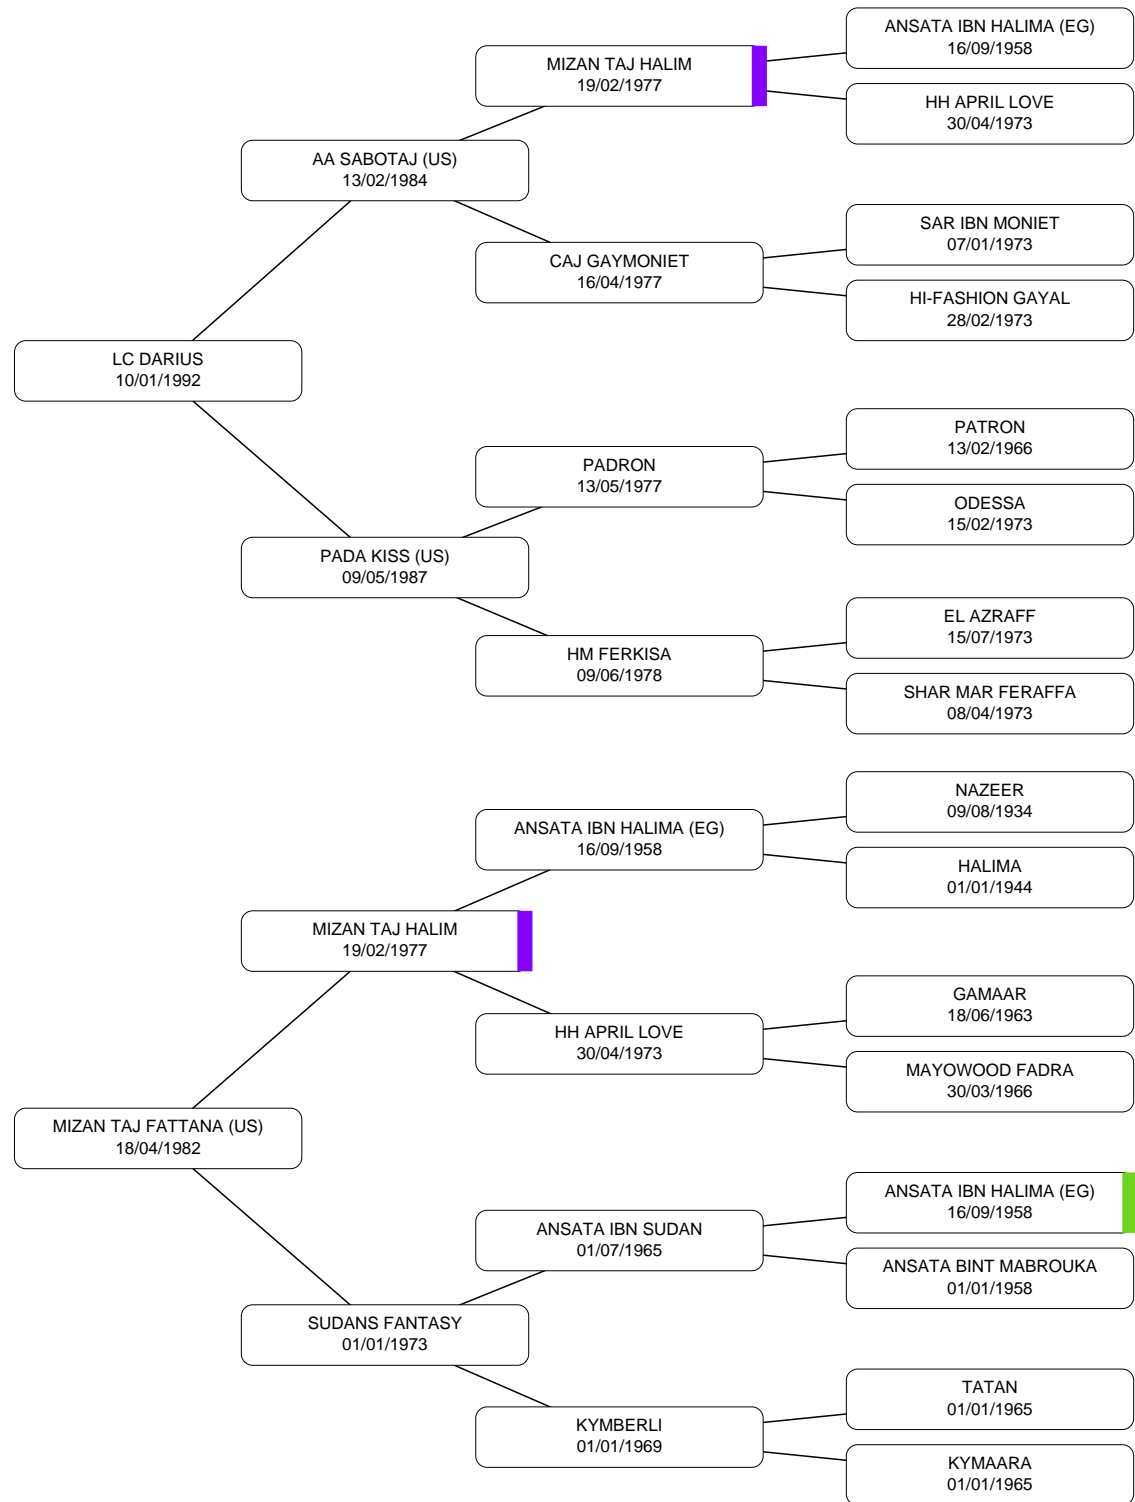 ANSATA IBN HALIMA (EG)
16/09/1958
MIZAN TAJ HALIM
19/02/1977
HH APRIL LOVE
30/04/1973
AA SABOTAJ (US)
13/02/1984
SAR IBN MONIET
07/01/1973
CAJ GAYMONIET
16/04/1977
HI-FASHION GAYAL
28/02/1973
LC DARIUS
10/01/1992
PATRON
13/02/1966
PADRON
13/05/1977
ODESSA
15/02/1973
PADA KISS (US)
09/05/1987
EL AZRAFF
15/07/1973
HM FERKISA
09/06/1978
SHAR MAR FERAFFA
08/04/1973
NAZEER
09/08/1934
ANSATA IBN HALIMA (EG)
16/09/1958
HALIMA
01/01/1944
MIZAN TAJ HALIM
19/02/1977
GAMAAR
18/06/1963
HH APRIL LOVE
30/04/1973
MAYOWOOD FADRA
30/03/1966
MIZAN TAJ FATTANA (US)
18/04/1982
ANSATA IBN HALIMA (EG)
16/09/1958
ANSATA IBN SUDAN
01/07/1965
ANSATA BINT MABROUKA
01/01/1958
SUDANS FANTASY
01/01/1973
TATAN
01/01/1965
KYMBERLI
01/01/1969
KYMAARA
01/01/1965